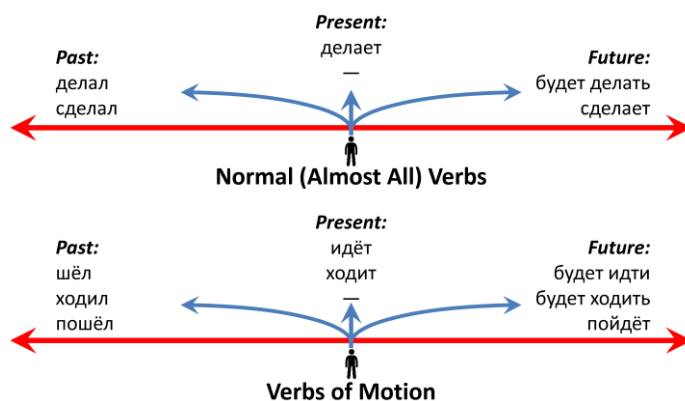 Present:
делает
—
Past:
делал
сделал
Future:
будет делать
сделает
Normal (Almost All) Verbs
Present:
идёт
ходит
—
Past:
шёл
ходил
пошёл
Future:
будет идти
будет ходить
пойдёт
Verbs of Motion